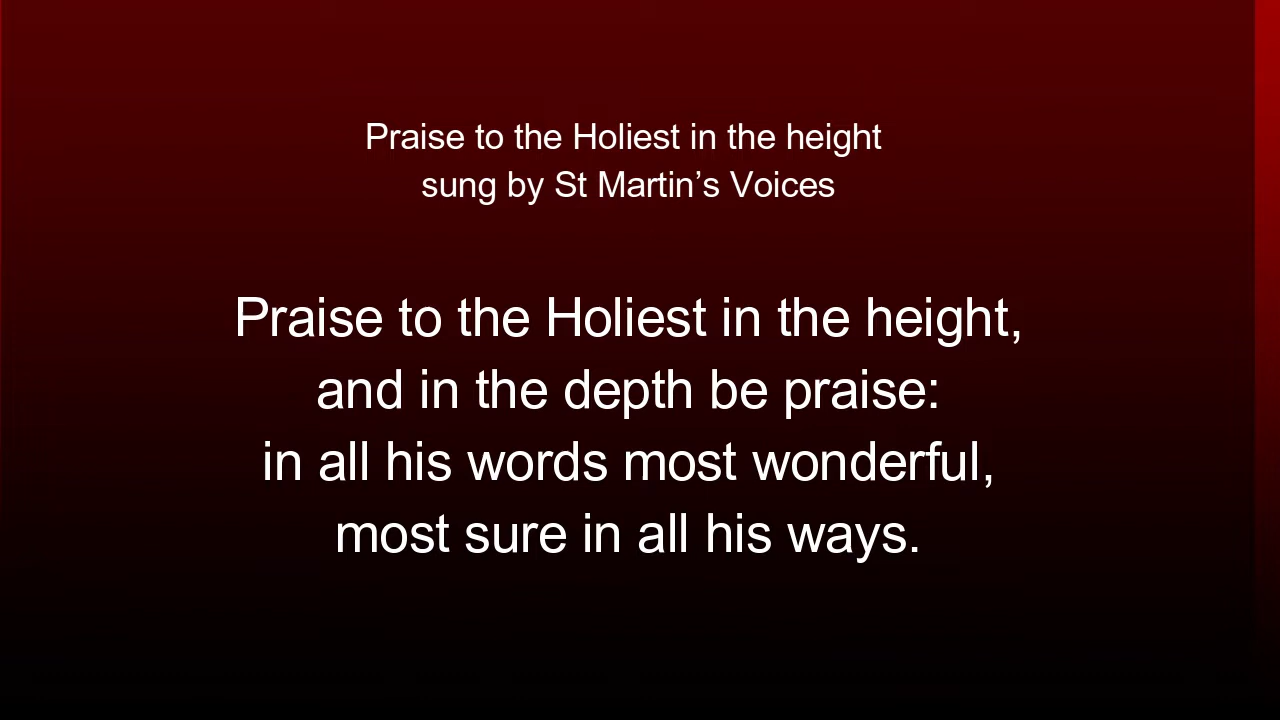 Praise to the Holiest in the height
sung by St Martin’s Voices
Praise to the Holiest in the height,
and in the depth be praise:
in all his words most wonderful,
most sure in all his ways.